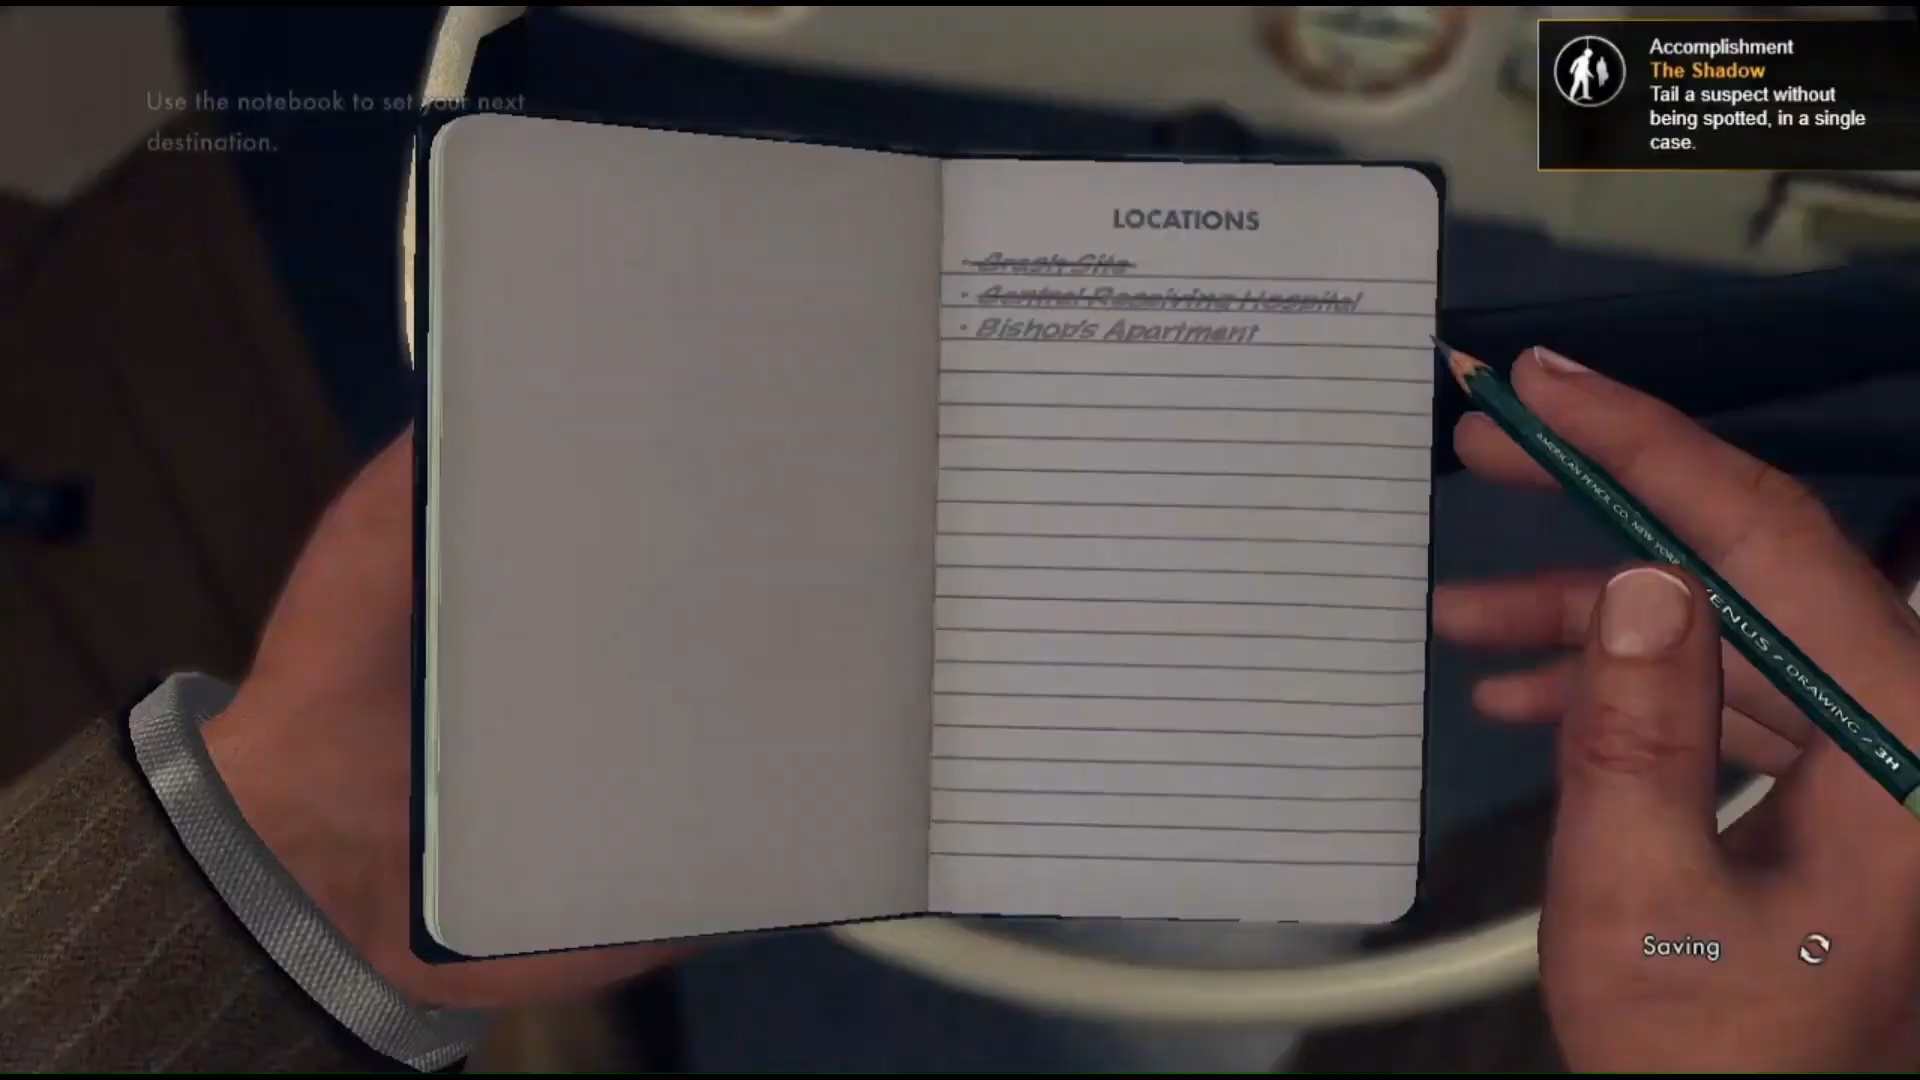 Use the notebook to set your next
destination.
Accomplishment
The Shadow
Tail a suspect without
being spotted, in a single
case.
LOCATIONS
- Crash Site
· Central Receiving Hospital
· Bishop's Apartment
AMERICAN PENCIL CO. NEW YORK
VENUS / DRAWING / 3H
Saving